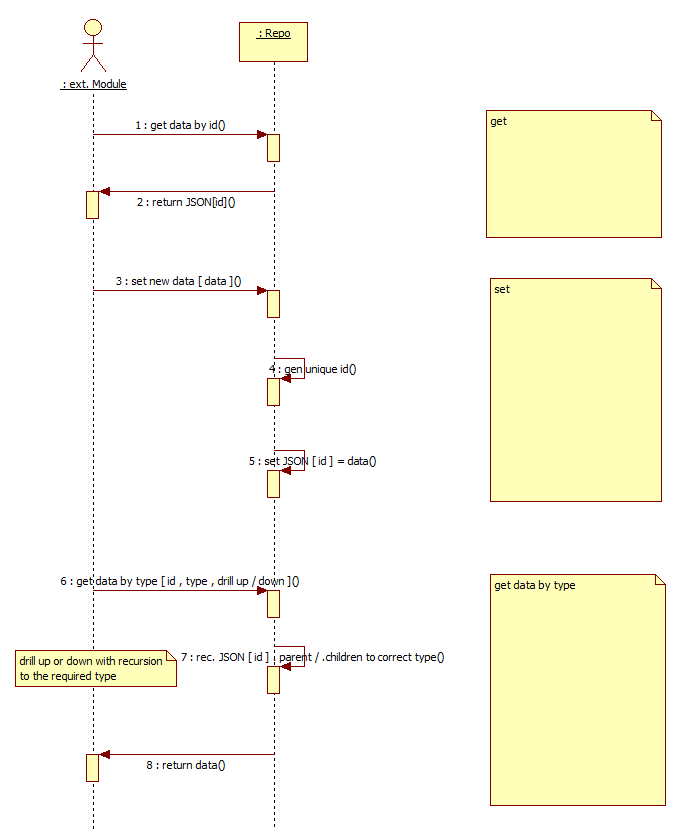 : Repo
: ext. Module
1 : get data by id()
get
2 : return JSON[id]()
3 : set new data [ data ]()
set
4 : gen unique id()
5 : set JSON [ id ] = data()
6 : get data by type [ id , type , drill up / down ]()
get data by type
7 : rec. JSON [ id ] . parent / .children to correct type()
drill up or down with recursion
to the required type
8 : return data()